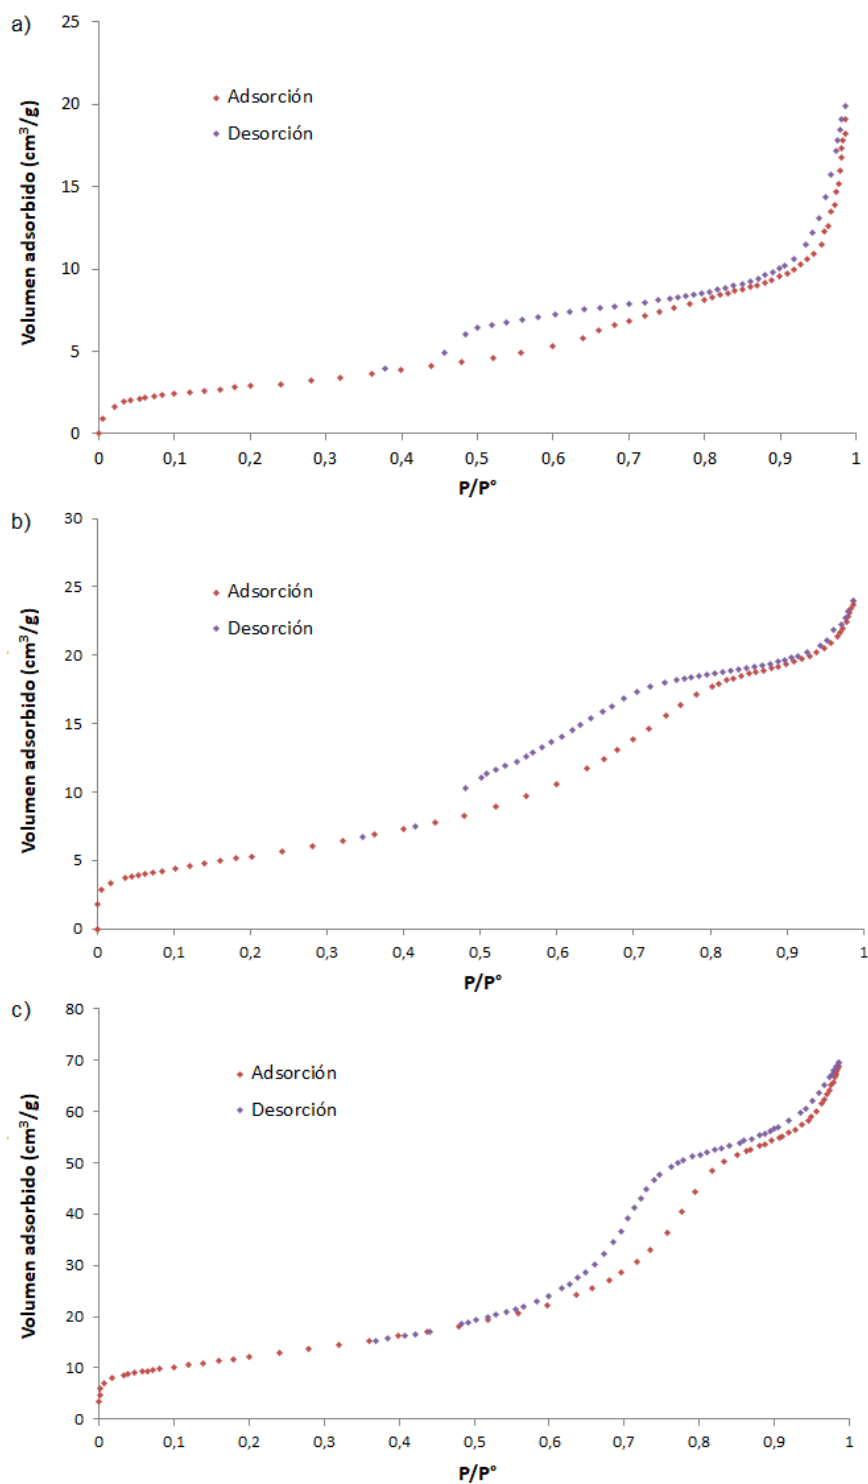 a)
Volumen adsorbido (cm³/g)
25
20
15
10
5
0
Adsorción
Desorción
0 0,1 0,2 0,3 0,4 0,5 0,6 0,7 0,8 0,9 1
P/P°
b)
Volumen adsorbido (cm³/g)
30
25
20
15
10
5
0
Adsorción
Desorción
0 0,1 0,2 0,3 0,4 0,5 0,6 0,7 0,8 0,9 1
P/P°
c)
Volumen adsorbido (cm³/g)
80
70
60
50
40
30
20
10
0
Adsorción
Desorción
0 0,1 0,2 0,3 0,4 0,5 0,6 0,7 0,8 0,9 1
P/P°